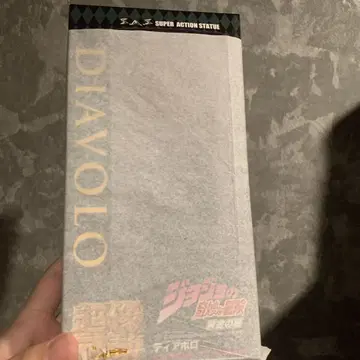 SUPER ACTION STATUE
DIAVOLO
ジョジョの
奇妙な冒険
黄金の風
ディアボロ